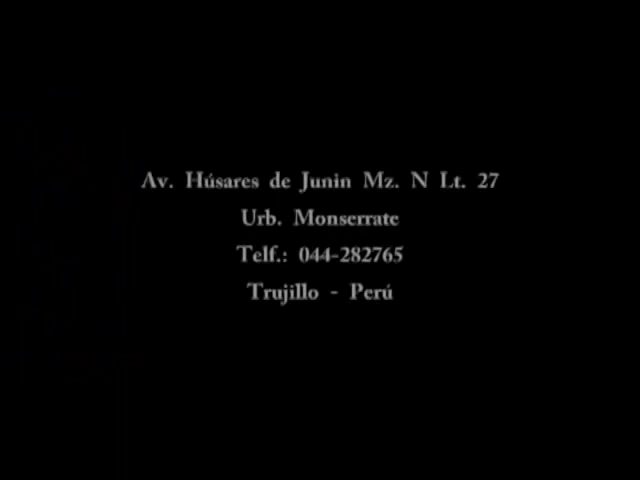 Av. Húsares de Junin Mz. N Lt. 27
Urb. Monserrate
Telf.: 044-282765
Trujillo - Perú